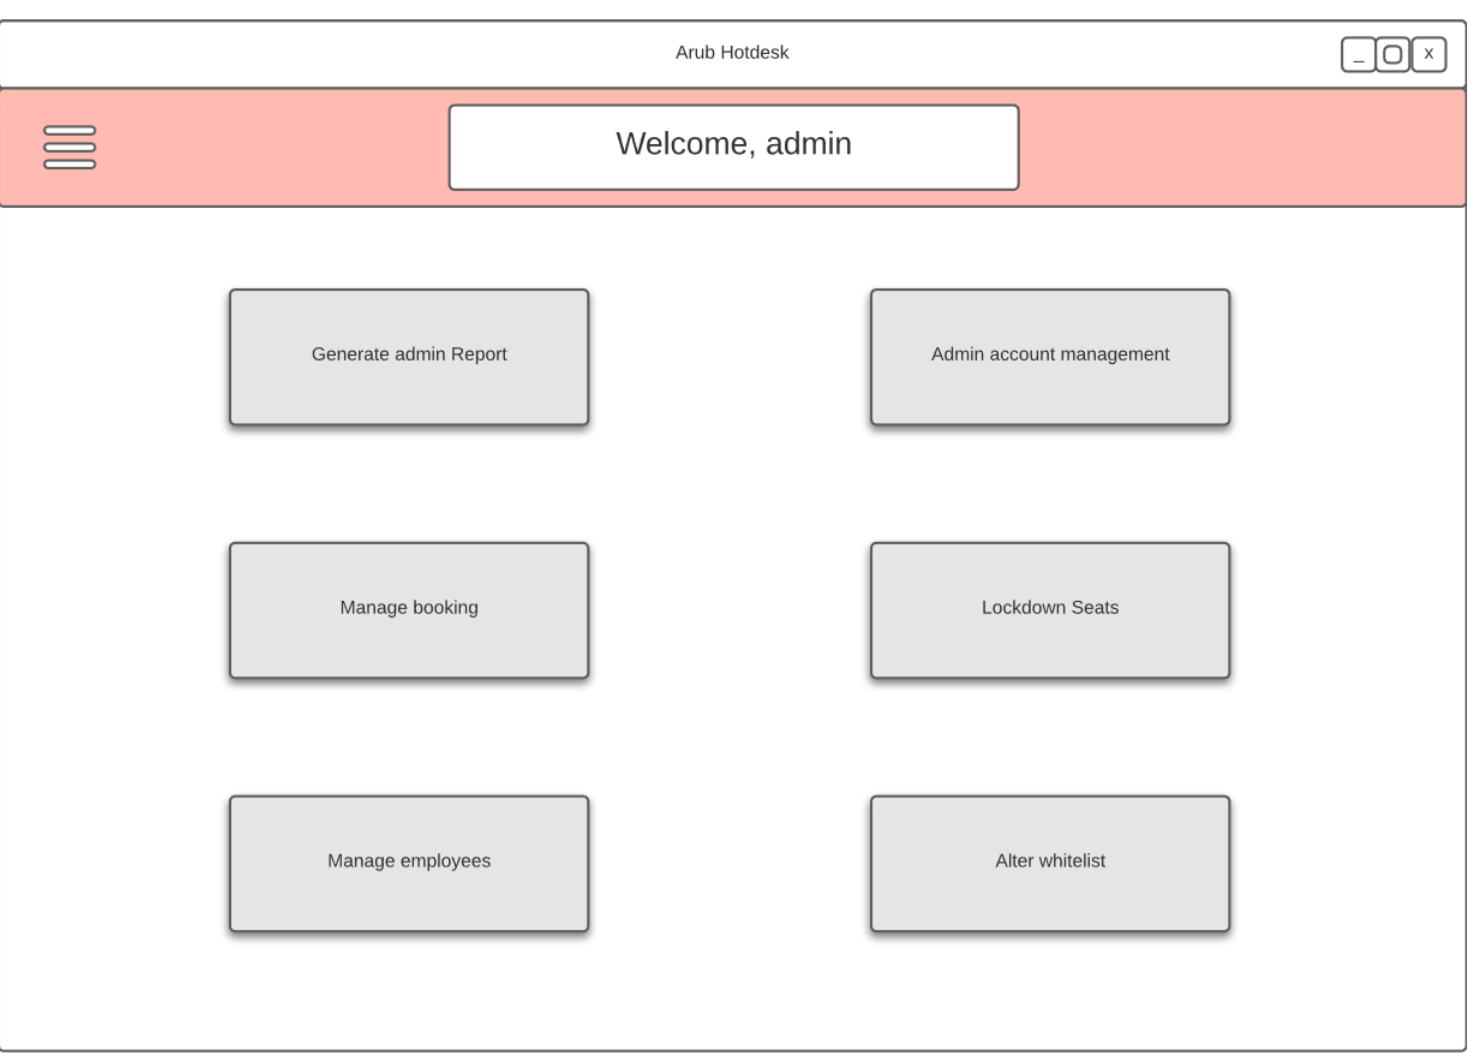 Arub Hotdesk
_ x
Welcome, admin
Generate admin Report
Admin account management
Manage booking
Lockdown Seats
Manage employees
Alter whitelist